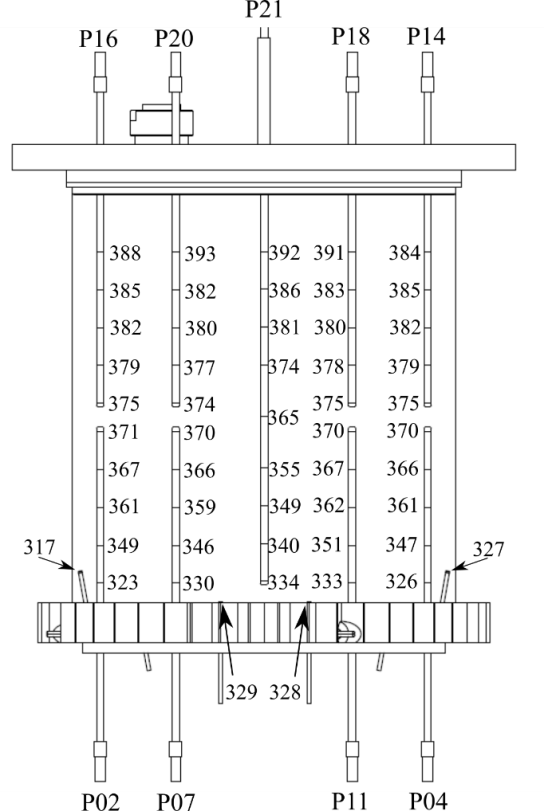 P21
P16 P20 P18 P14
388 393 392 391 384
385 382 386 383 385
382 380 381 380 382
379 377 374 378 379
375 374 375 375
365
371 370 370 370
367 366 355 367 366
361 359 349 362 361
349 346 340 351 347
317 327
323 330 334 333 326
329 328
P02 P07 P11 P04